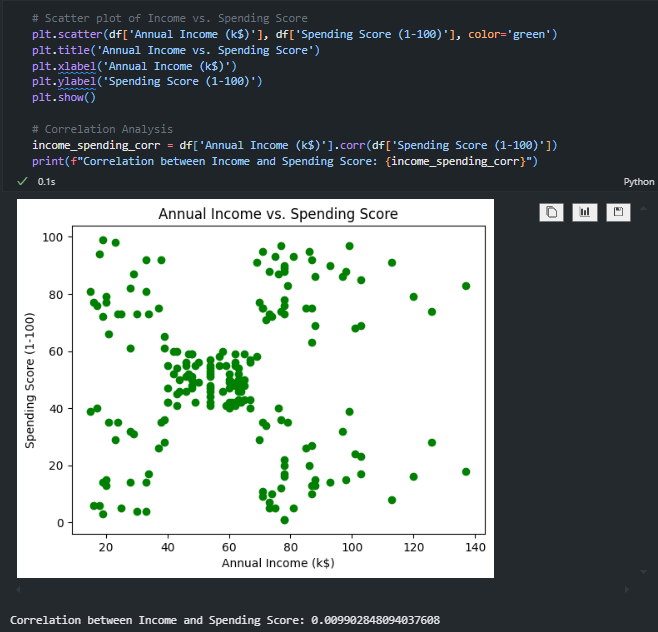 # Scatter plot of Income vs. Spending Score
plt.scatter(df['Annual Income (k$)'], df['Spending Score (1-100)'], color='green')
plt.title('Annual Income vs. Spending Score')
plt.xlabel('Annual Income (k$)')
plt.ylabel('Spending Score (1-100)')
plt.show()
# Correlation Analysis
income_spending_corr = df['Annual Income (k$)'].corr(df['Spending Score (1-100)'])
print(f"Correlation between Income and Spending Score: {income_spending_corr}")
0.1s
Python
Annual Income vs. Spending Score
Spending Score (1-100)
100
80
60
40
20
0
20 40 60 80 100 120 140
Annual Income (k$)
Correlation between Income and Spending Score: 0.009902848094037608